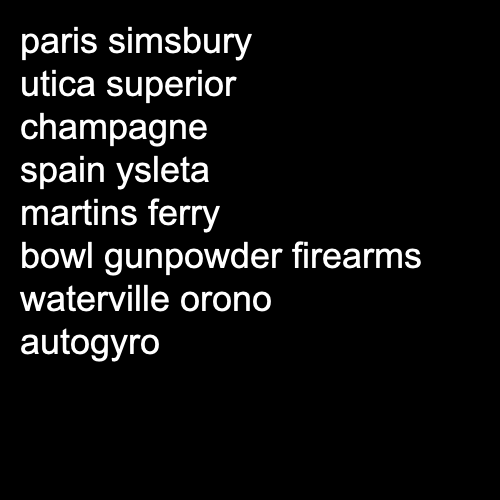 paris simsbury
utica superior
champagne
spain ysleta
martins ferry
bowl gunpowder firearms
waterville orono
autogyro